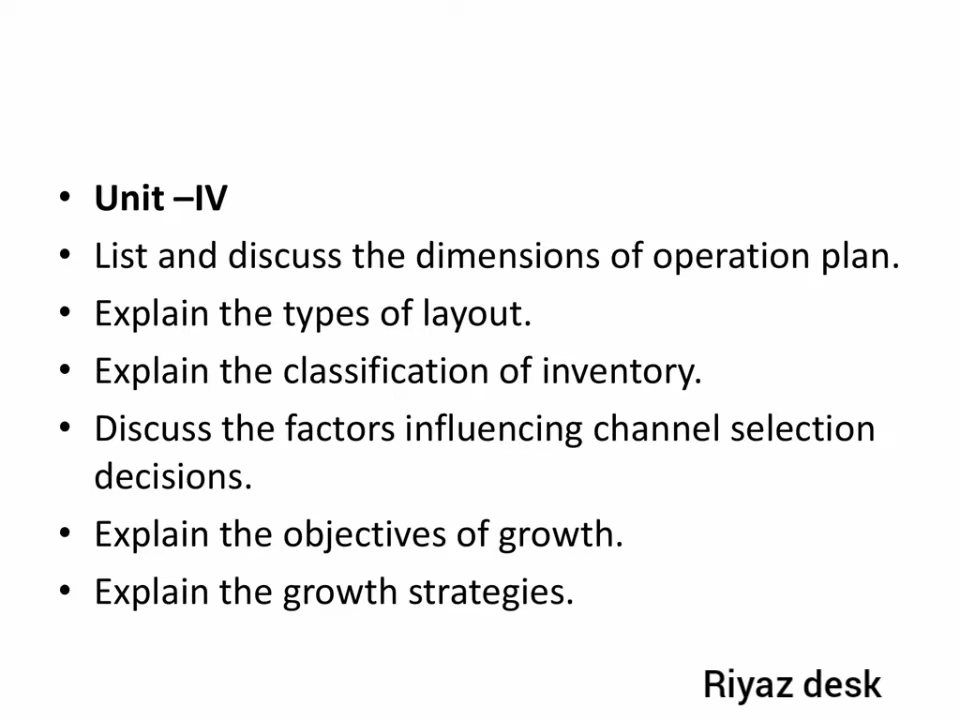 • Unit –IV
• List and discuss the dimensions of operation plan.
• Explain the types of layout.
• Explain the classification of inventory.
• Discuss the factors influencing channel selection
decisions.
• Explain the objectives of growth.
• Explain the growth strategies.
Riyaz desk